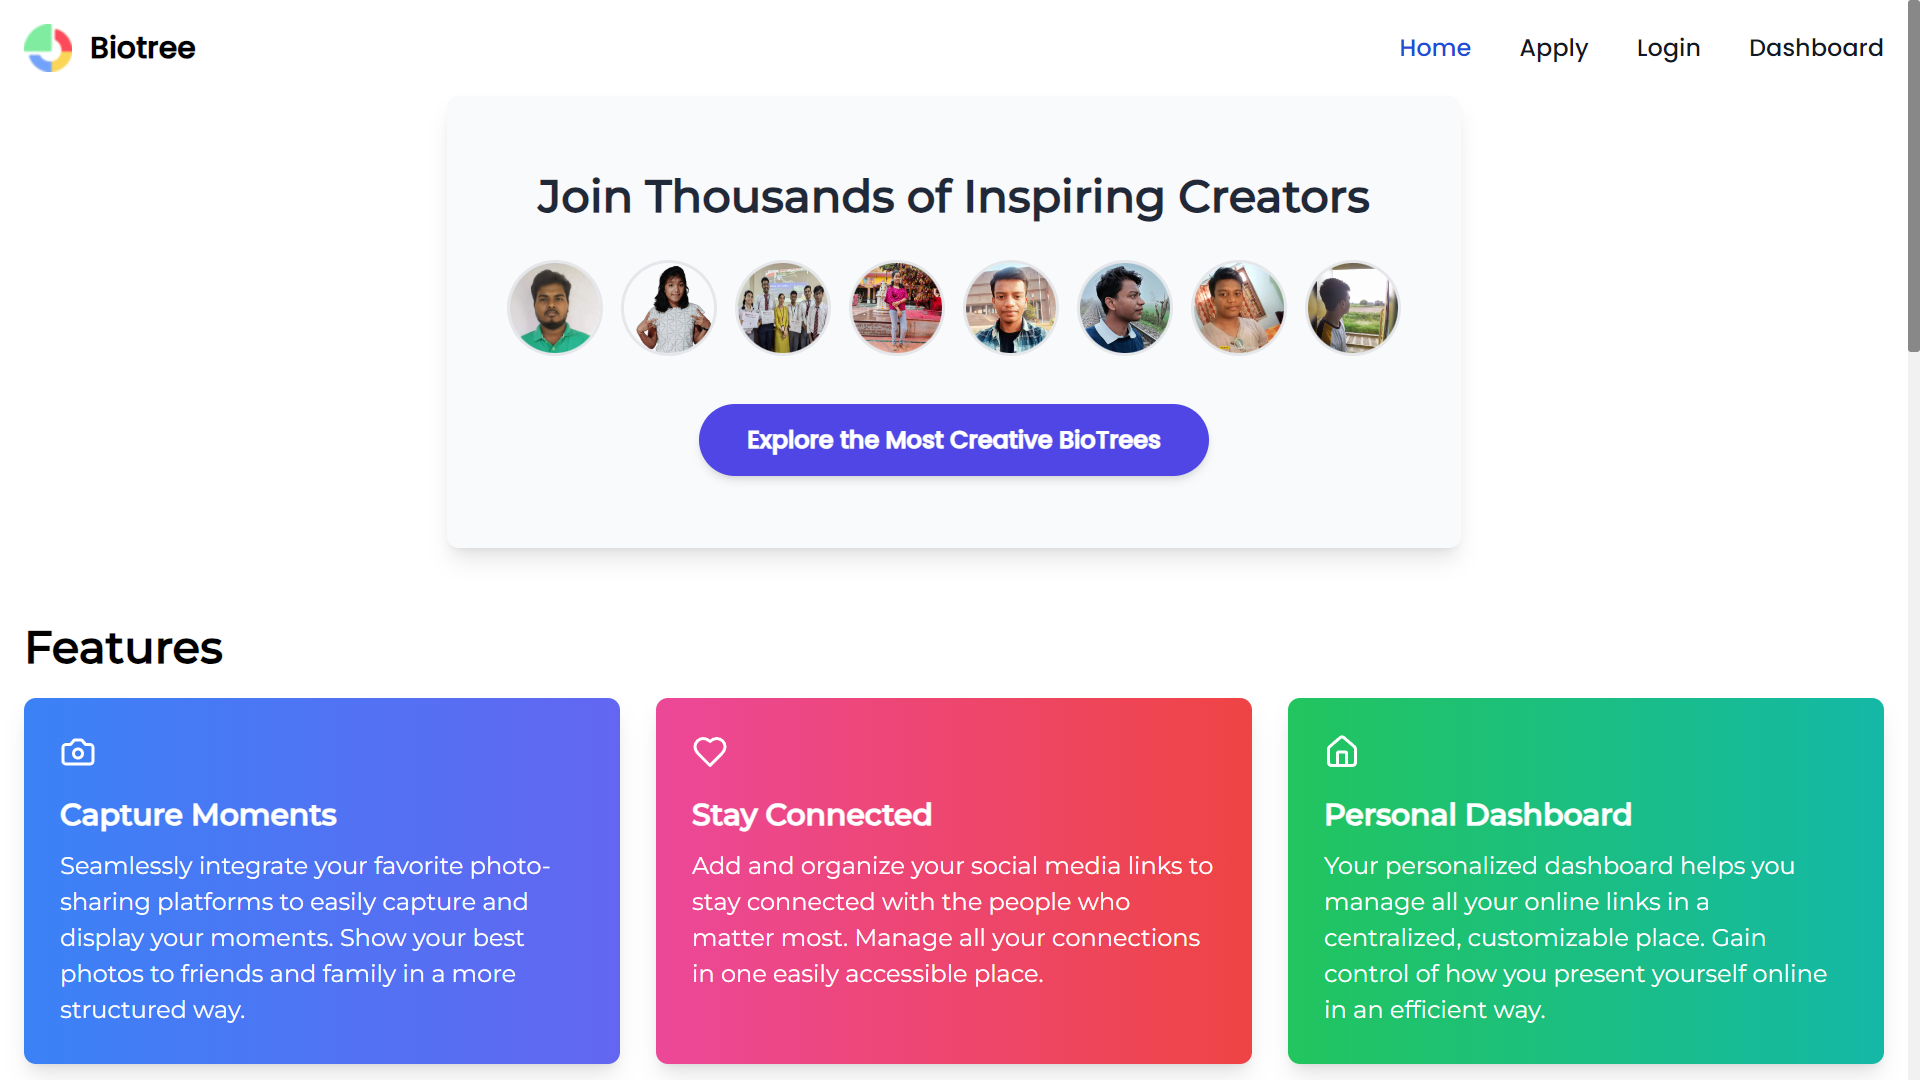 Biotree
Home
Apply
Login
Dashboard
Join Thousands of Inspiring Creators
Explore the Most Creative BioTrees
Features
Capture Moments
Seamlessly integrate your favorite photo-
sharing platforms to easily capture and
display your moments. Show your best
photos to friends and family in a more
structured way.
Stay Connected
Add and organize your social media links to
stay connected with the people who
matter most. Manage all your connections
in one easily accessible place.
Personal Dashboard
Your personalized dashboard helps you
manage all your online links in a
centralized, customizable place. Gain
control of how you present yourself online
in an efficient way.